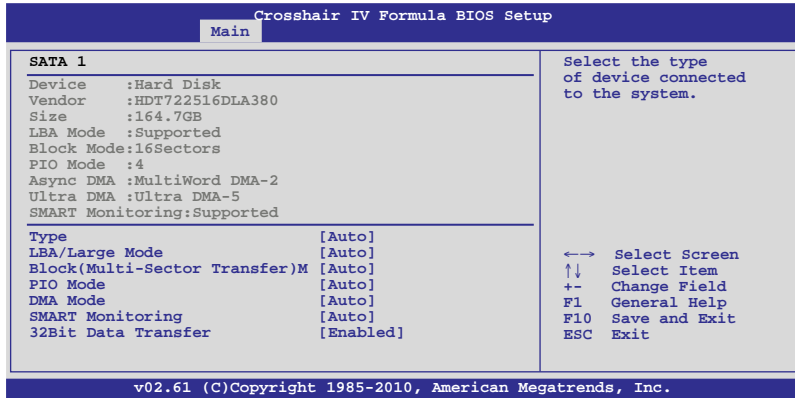 Crosshair IV Formula BIOS Setup
Main
SATA 1
Device :Hard Disk
Vendor :HDT722516DLA380
Size :164.7GB
LBA Mode :Supported
Block Mode:16Sectors
PIO Mode :4
Async DMA :MultiWord DMA-2
Ultra DMA :Ultra DMA-5
SMART Monitoring:Supported
Type [Auto]
LBA/Large Mode [Auto]
Block(Multi-Sector Transfer)M [Auto]
PIO Mode [Auto]
DMA Mode [Auto]
SMART Monitoring [Auto]
32Bit Data Transfer [Enabled]
Select the type
of device connected
to the system.
←→ Select Screen
↑↓ Select Item
+- Change Field
F1 General Help
F10 Save and Exit
ESC Exit
v02.61 (C)Copyright 1985-2010, American Megatrends, Inc.